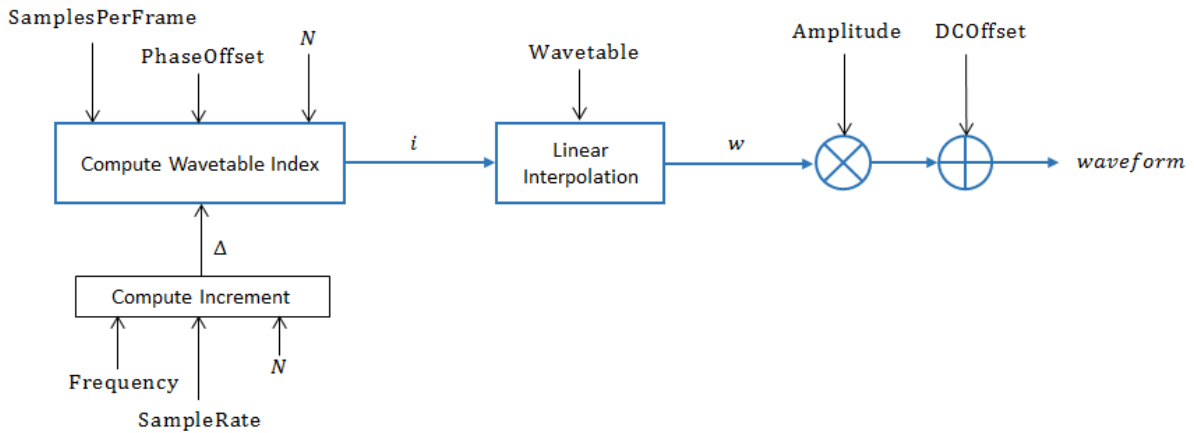 SamplesPerFrame
PhaseOffset
N
Wavetable
Amplitude
DCOffset
Compute Wavetable Index
i
Linear
Interpolation
w
waveform
Δ
Compute Increment
Frequency
N
SampleRate